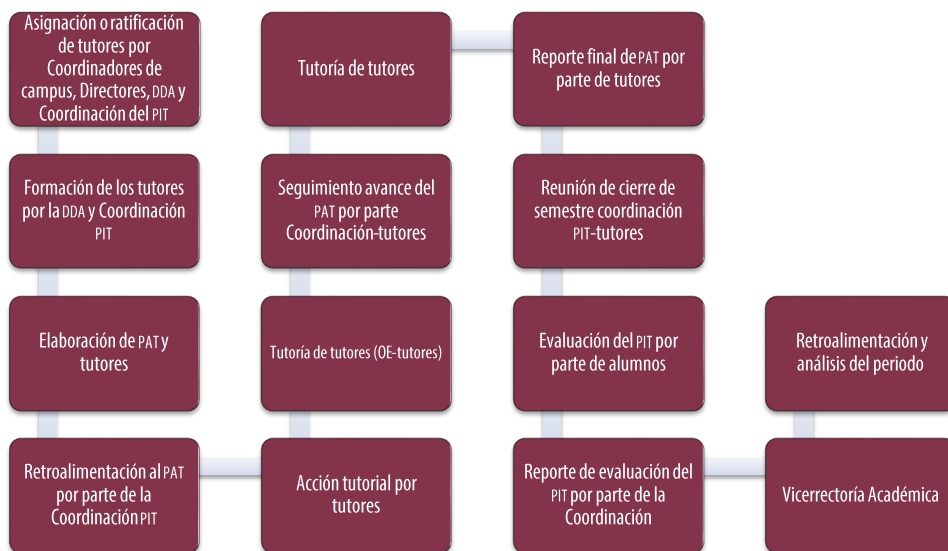 Asignación o ratificación
de tutores por
Coordinadores de
campus, Directores, DDA y
Coordinación del PIT
Formación de los tutores
por la DDA y Coordinación
PIT
Elaboración de PAT y
tutores
Retroalimentación al PAT
por parte de la
Coordinación PIT
Acción tutorial por
tutores
Tutoría de tutores (OE-tutores)
Seguimiento avance del
PAT por parte
Coordinación-tutores
Tutoría de tutores
Reporte final de PAT por
parte de tutores
Reunión de cierre de
semestre coordinación
PIT-tutores
Evaluación del PIT por
parte de alumnos
Reporte de evaluación del
PIT por parte de la
Coordinación
Vicerrectoría Académica
Retroalimentación y
análisis del periodo